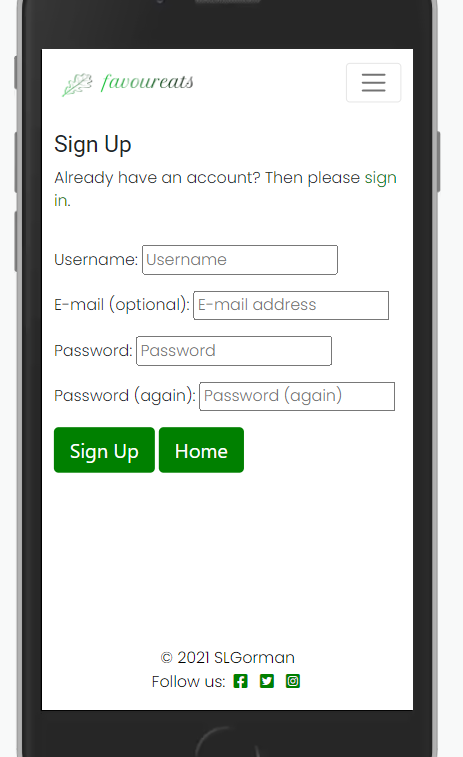 favoureats
Sign Up
Already have an account? Then please sign
in.
Username: Username
E-mail (optional): E-mail address
Password: Password
Password (again): Password (again)
Sign Up Home
© 2021 SLGorman
Follow us: